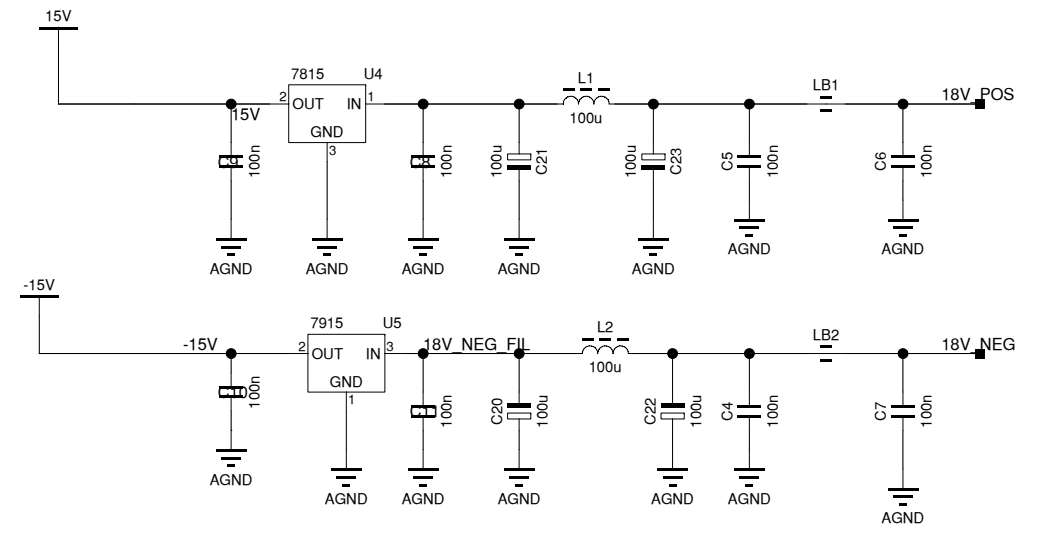 15V
7815 U4
2 OUT IN 1
GND
3
15V
C9 100n
C8 100n
100u C21
L1
100u
100u C23
C5 100n
LB1
C6 100n
18V_POS
AGND AGND AGND AGND AGND AGND AGND
-15V
-15V
7915 U5
2 OUT IN 3
GND
1
100n
18V_NEG_FIL
100n
C20 100u
L2
100u
C22 100u
C4 100n
LB2
C7 100n
18V_NEG
AGND AGND AGND AGND AGND AGND AGND